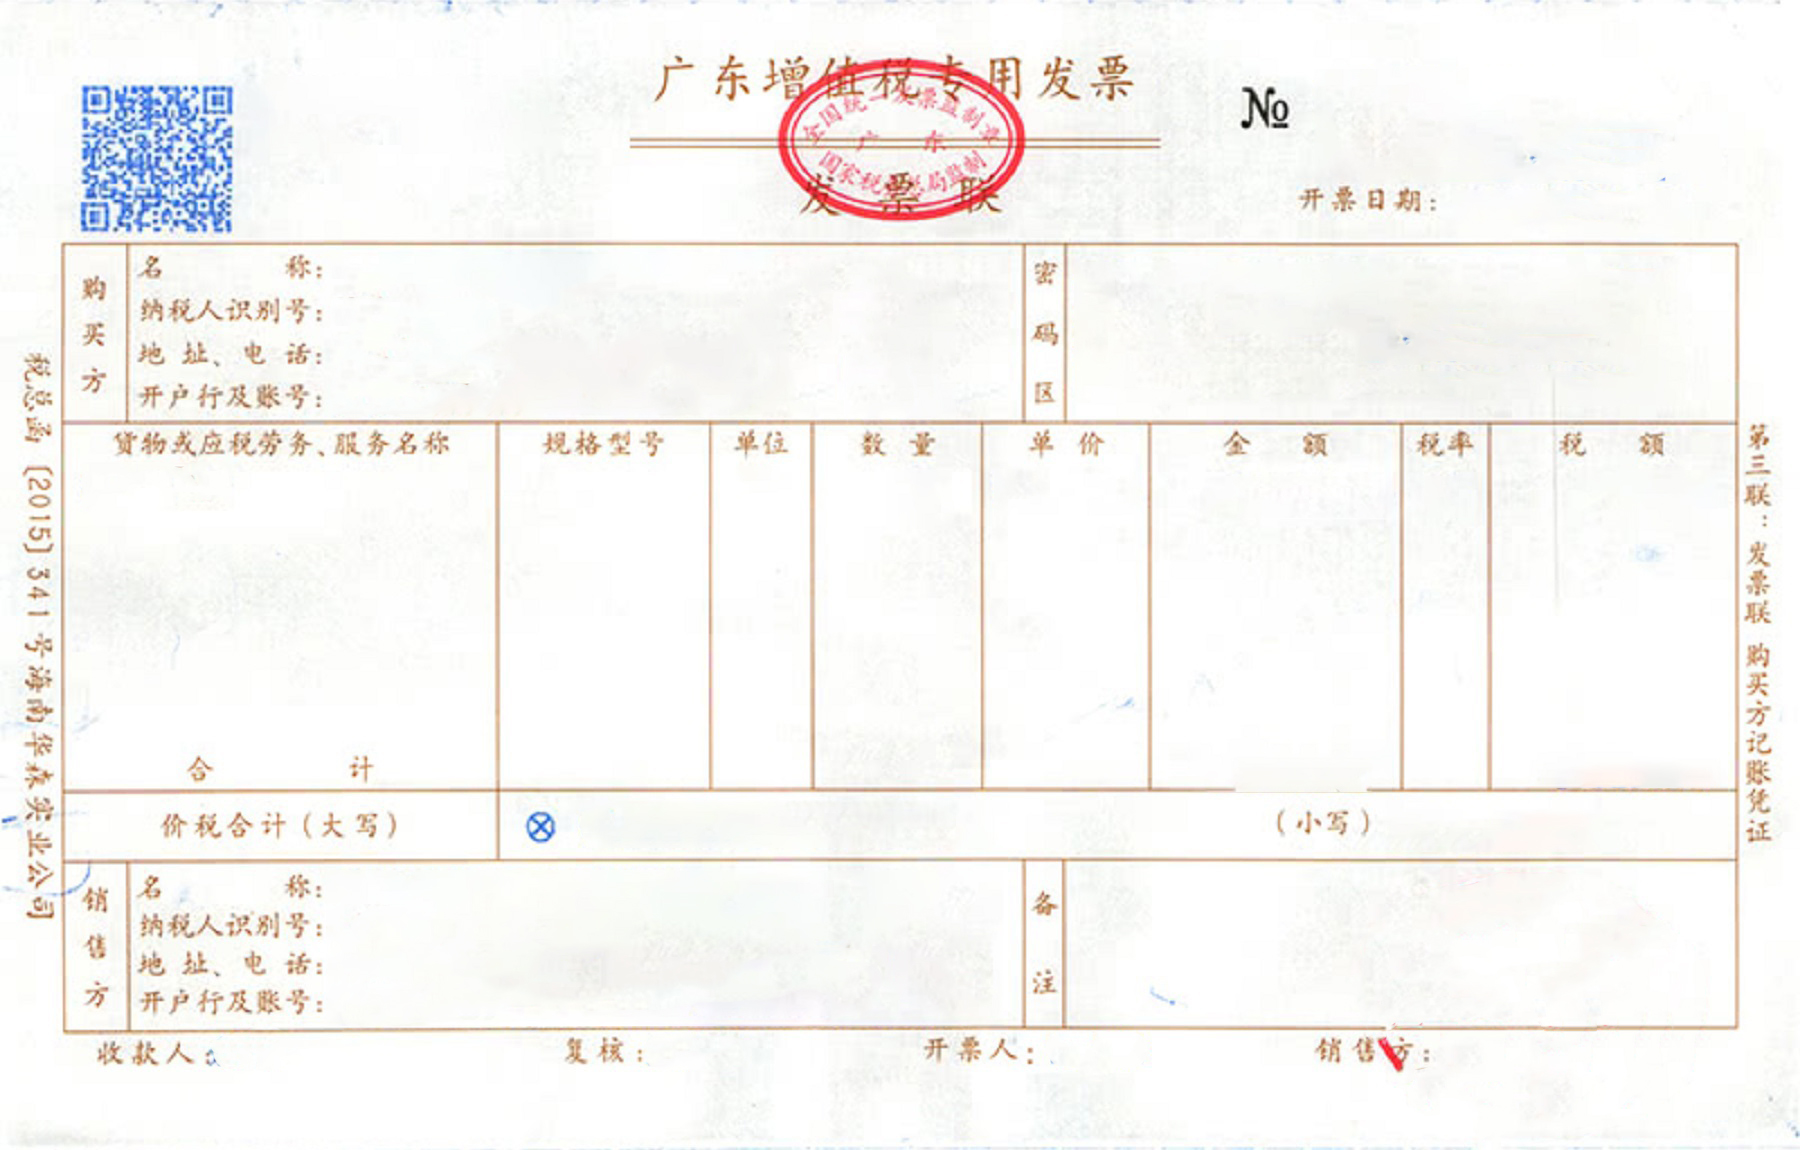 广东增值税专用发票
№
全国统一发票监制章
广 东
国家税务总局监制
发票联
开票日期：
购买方
名 称：
纳税人识别号：
地 址、电 话：
开户行及账号：
密码区
货物或应税劳务、服务名称 规格型号 单位 数 量 单 价 金 额 税率 税 额
合 计
价税合计（大写） ⊗ （小写）
销售方
名 称：
纳税人识别号：
地 址、电 话：
开户行及账号：
备注
收款人： 复核： 开票人： 销售方：
税总函〔2015〕341号海南华森实业公司
第三联：发票联 购买方记账凭证